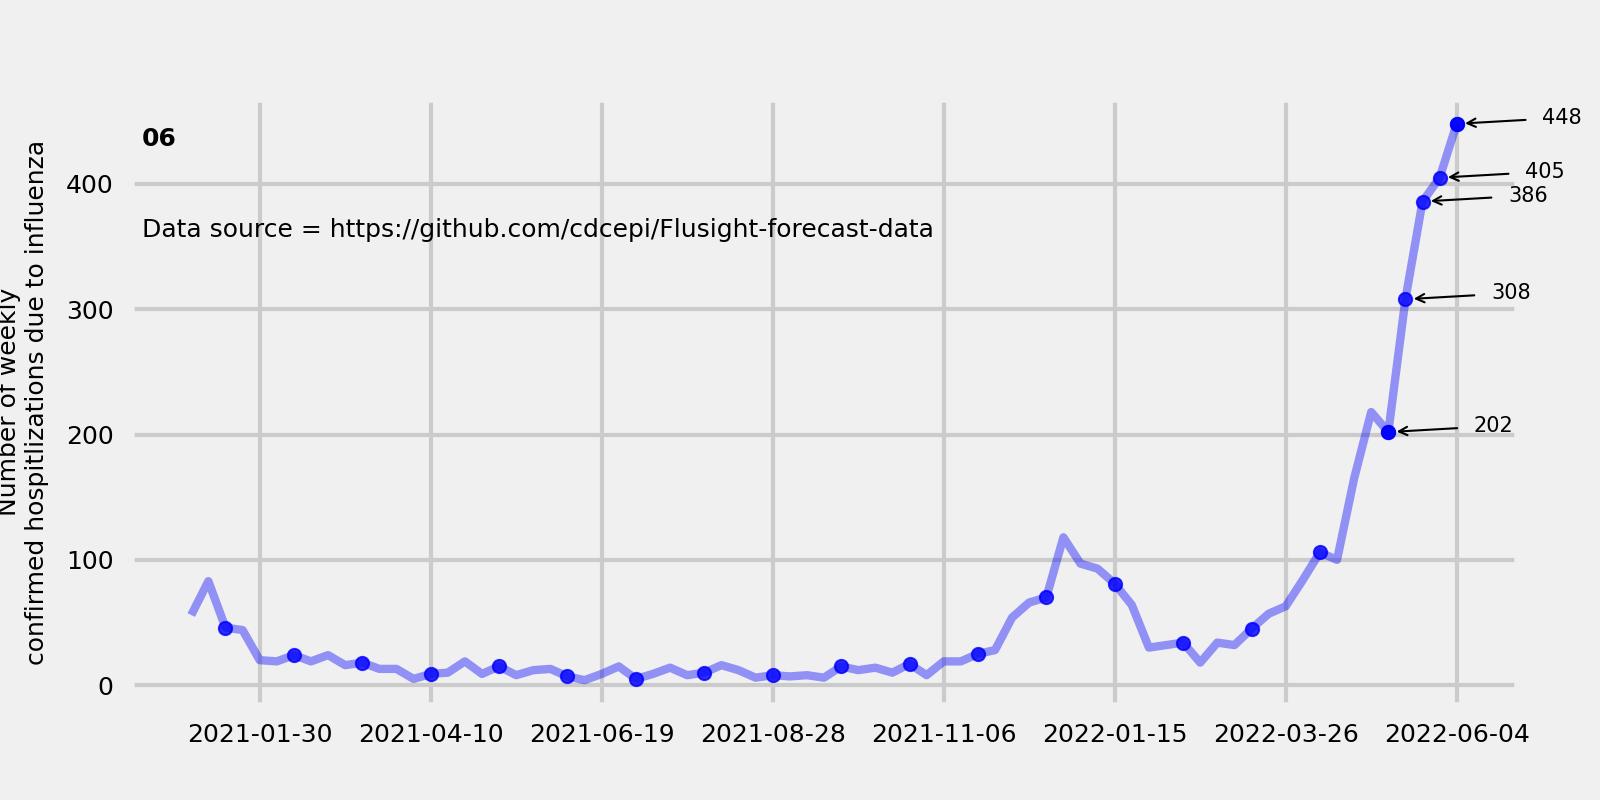 Number of weekly
confirmed hospitlizations due to influenza
06
Data source = https://github.com/cdcepi/Flusight-forecast-data
448
405
386
308
202
400
300
200
100
0
2021-01-30 2021-04-10 2021-06-19 2021-08-28 2021-11-06 2022-01-15 2022-03-26 2022-06-04